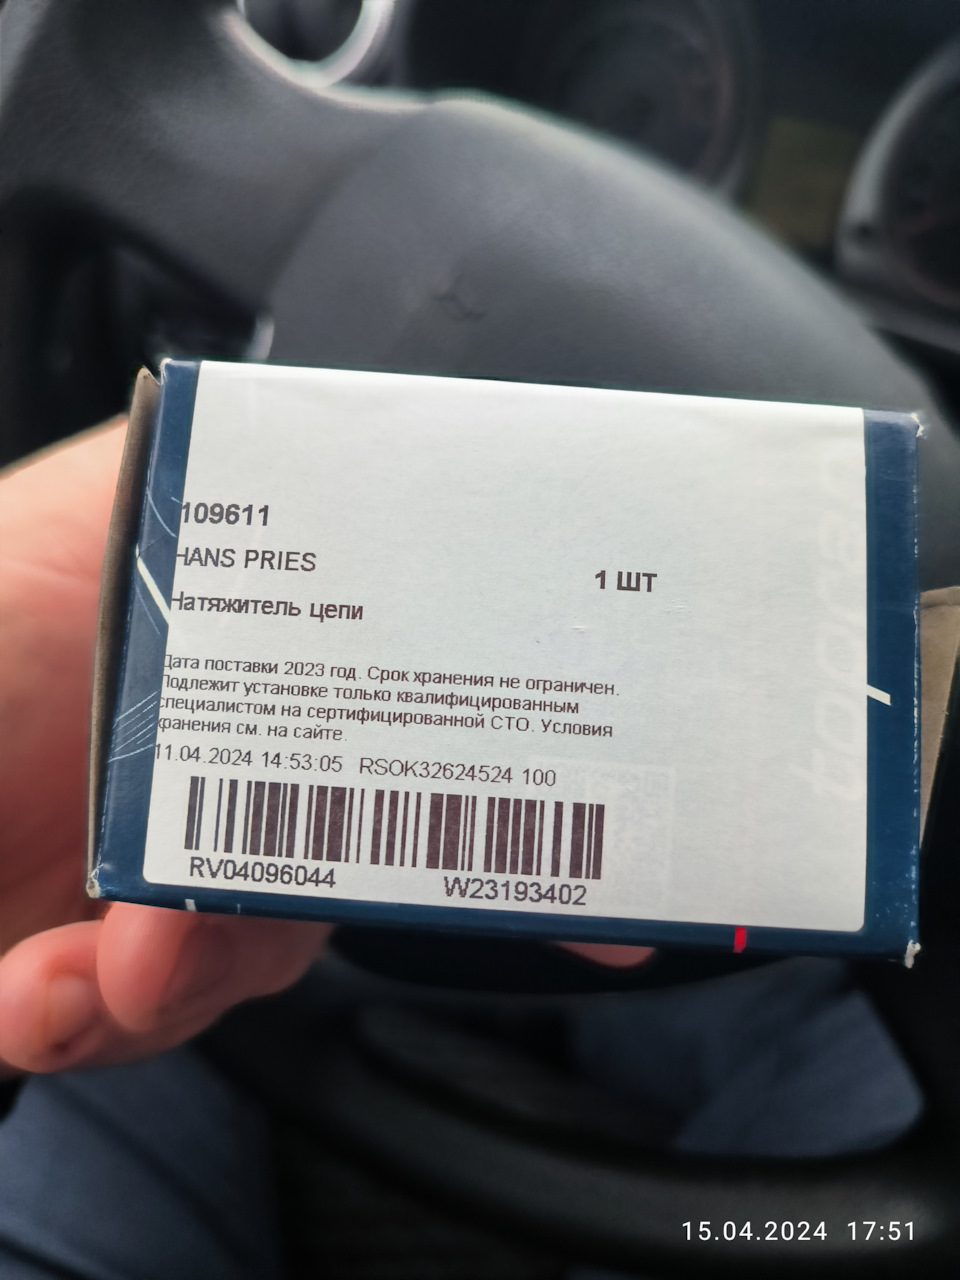 109611
HANS PRIES
1 ШТ
Натяжитель цепи
Дата поставки 2023 год. Срок хранения не ограничен.
Подлежит установке только квалифицированным
специалистом на сертифицированной СТО. Условия
хранения см. на сайте.
11.04.2024 14:53:05 RSOK32624524 100
RV04096044 W23193402
15.04.2024 17:51